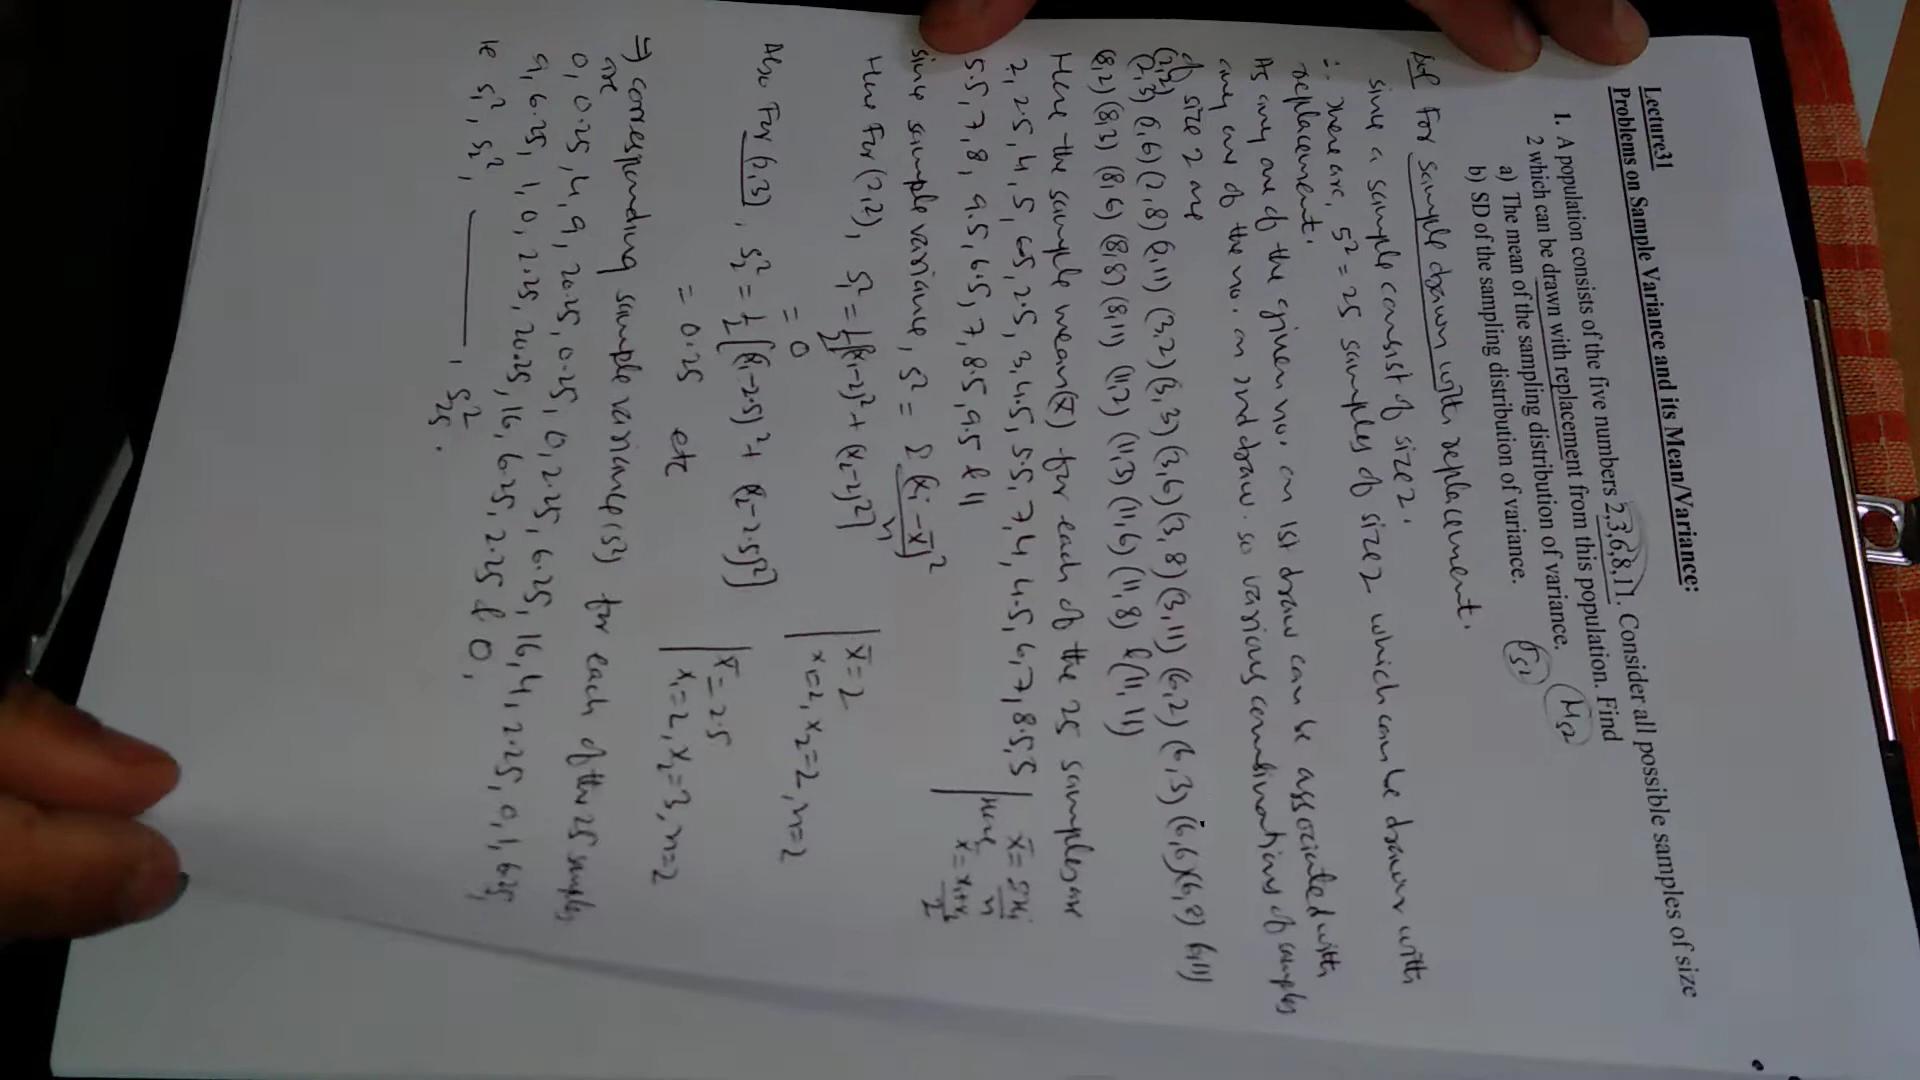 Lecture31
Problems on Sample Variance and its Mean/Variance:
1. A population consists of the five numbers 2,3,6,8,11. Consider all possible samples of size
2 which can be drawn with replacement from this population. Find
a) The mean of the sampling distribution of variance. μs2
b) SD of the sampling distribution of variance. σs2
Sol For sample drawn with replacement.
since a sample consist of size 2.
∴ there are, 5² = 25 samples of size 2 which can be drawn with
replacement.
As any one of the given no. on 1st draw can be associated with
any one of the no. on 2nd draw. so various combinations of samples
of size 2 are
(2,2)
(2,3) (2,6) (2,8) (2,11) (3,2) (3,3) (3,6) (3,8) (3,11) (6,2) (6,3) (6,6) (6,8) (6,11)
(8,2) (8,3) (8,6) (8,8) (8,11) (11,2) (11,3) (11,6) (11,8) & (11,11)
Here the sample mean (x̄) for each of the 25 samples are
2, 2.5, 4, 5, 6.5, 2.5, 3, 4.5, 5.5, 7, 4, 4.5, 6, 7, 8.5, 5
5.5, 7, 8, 9.5, 6.5, 7, 8.5, 9.5 & 11
Here x̄ = Σxi/n
x̄ = x1+x2/2
since sample variance, s² = Σ(xi - x̄)²/n
Here For (2,2), s1² = 1/2[(x1-2)² + (x2-2)²]
= 0
x̄ = 2
x1=2, x2=2, n=2
Also For (2,3), s2² = 1/2[(x1-2.5)² + (x2-2.5)²]
= 0.25 etc
x̄ = 2.5
x1=2, x2=3, n=2
⇒ corresponding sample variance (s²) for each of the 25 samples
are
0, 0.25, 4, 9, 20.25, 0.25, 0, 2.25, 6.25, 16, 4, 2.25, 0, 1, 6.25,
9, 6.25, 1, 0, 2.25, 20.25, 16, 6.25, 2.25 & 0,
ie s1², s2², ———, s25².